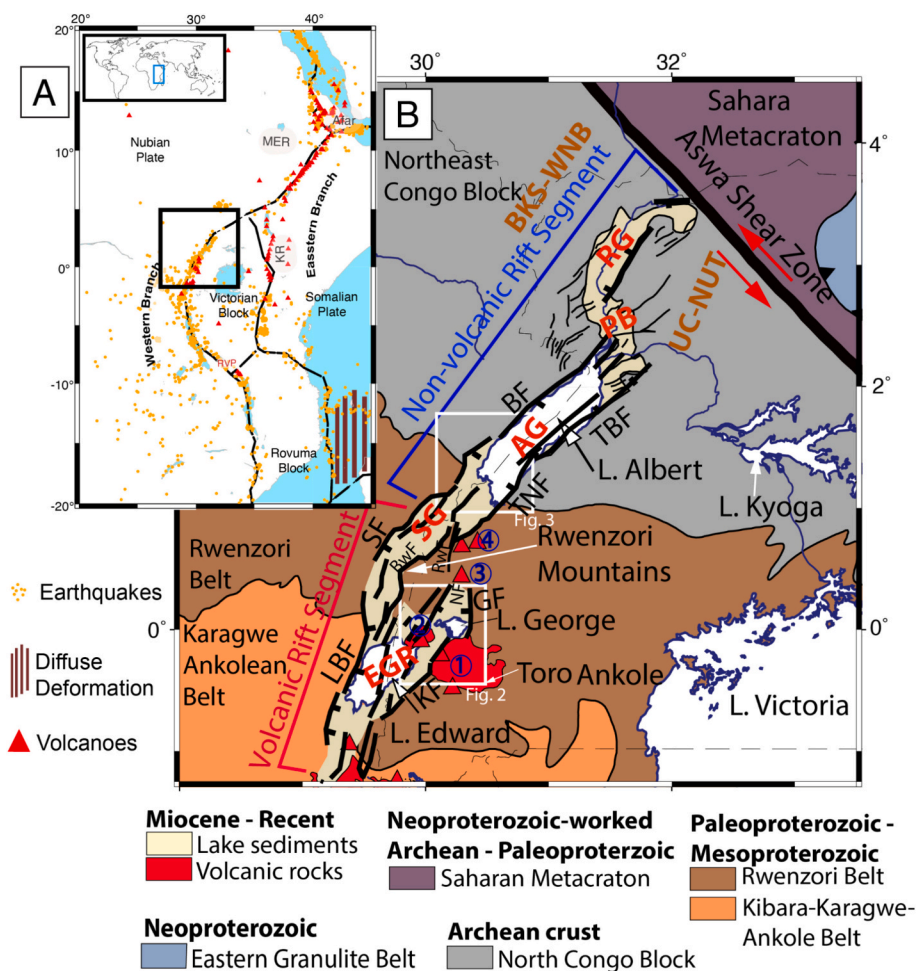 20°
30°
40°
20°
10°
0°
-10°
-20°
A
Nubian
Plate
MER
Afar
Western Branch
Easstern Branch
KR
Victorian
Block
Somalian
Plate
RVP
Rovuma
Block
30°
32°
4°
2°
0°
0°
B
Northeast
Congo Block
BKS-WNB
Non-volcanic Rift Segment
Sahara
Metacraton
Aswa Shear Zone
UC-NUT
RG
PB
BF
AG
TBF
L. Albert
L. Kyoga
TNF
Fig. 3
SG
SF
BwF
RwF
Rwenzori
Mountains
4
3
Rwenzori
Belt
Volcanic Rift Segment
NF
GF
L. George
2
1
EGR
LBF
IKF
Toro Ankole
Fig. 2
L. Edward
L. Victoria
Karagwe
Ankolean
Belt
Earthquakes
Diffuse
Deformation
Volcanoes
Miocene - Recent
Lake sediments
Volcanic rocks
Neoproterozoic-worked
Archean - Paleoproterzoic
Saharan Metacraton
Paleoproterozoic -
Mesoproterozoic
Rwenzori Belt
Kibara-Karagwe-
Ankole Belt
Neoproterozoic
Eastern Granulite Belt
Archean crust
North Congo Block